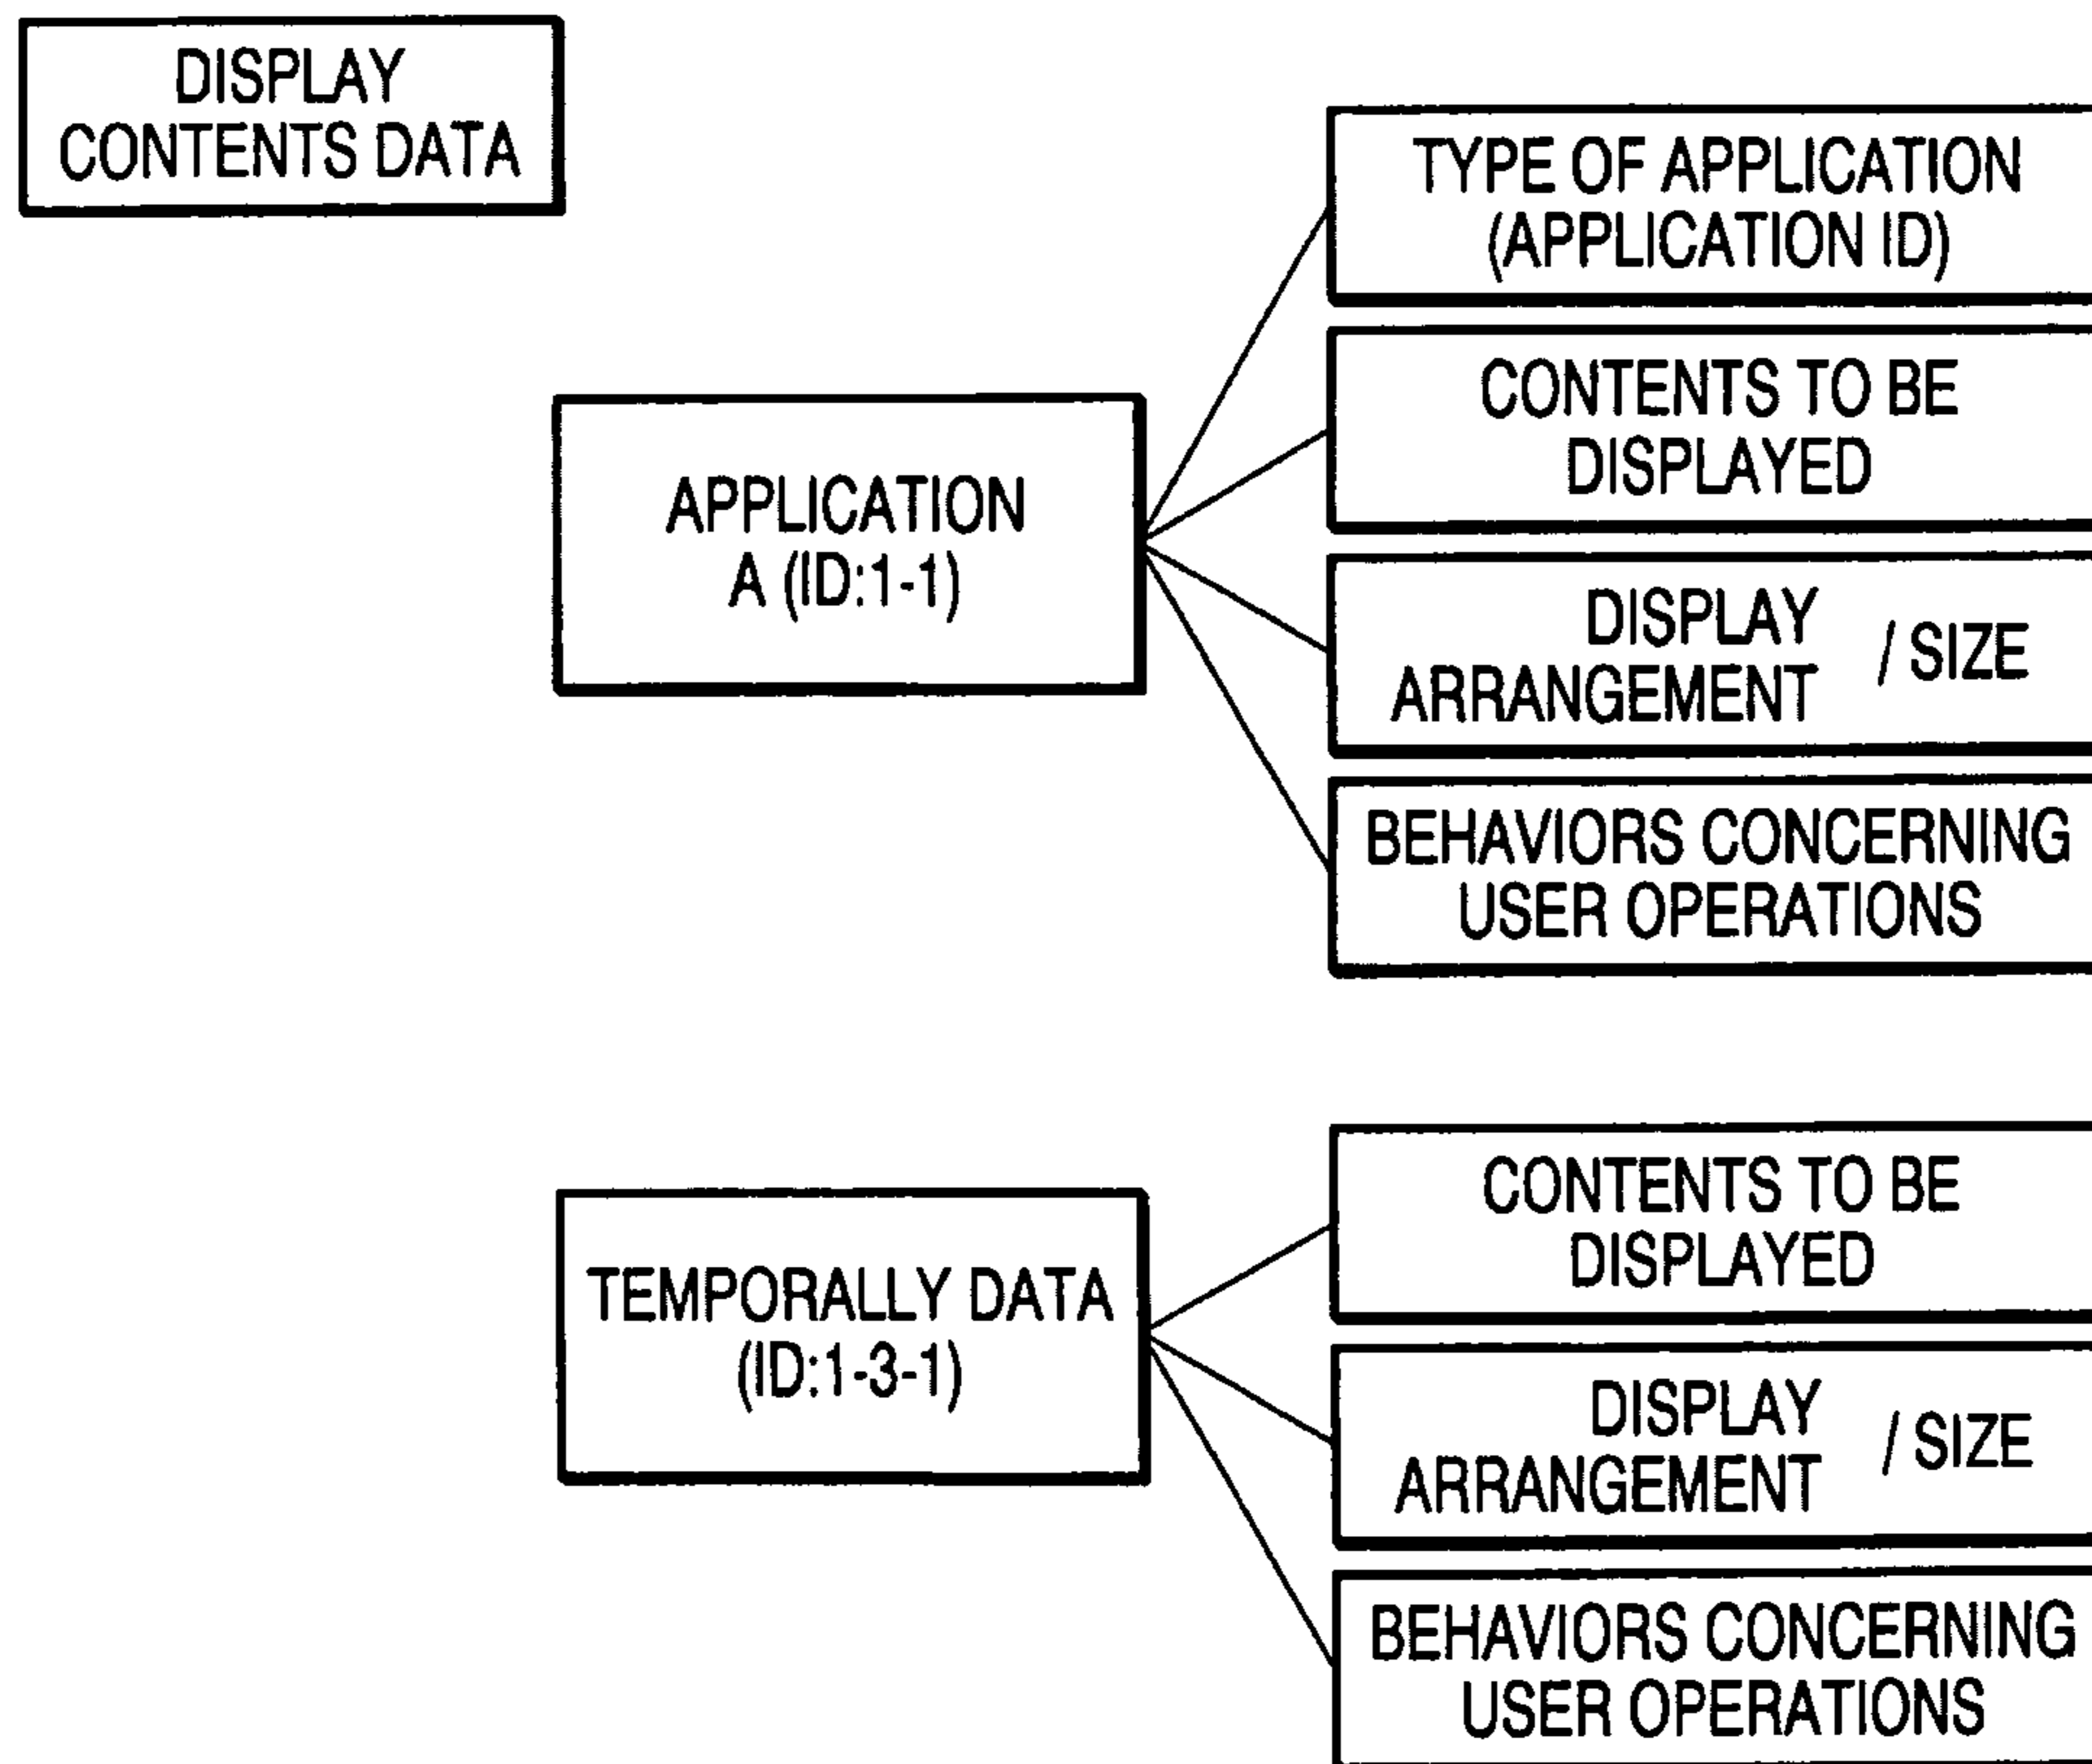 DISPLAY
CONTENTS DATA
TYPE OF APPLICATION
(APPLICATION ID)
CONTENTS TO BE
DISPLAYED
APPLICATION
A (ID:1-1)
DISPLAY
ARRANGEMENT / SIZE
BEHAVIORS CONCERNING
USER OPERATIONS
TEMPORALLY DATA
(ID:1-3-1)
CONTENTS TO BE
DISPLAYED
DISPLAY
ARRANGEMENT / SIZE
BEHAVIORS CONCERNING
USER OPERATIONS